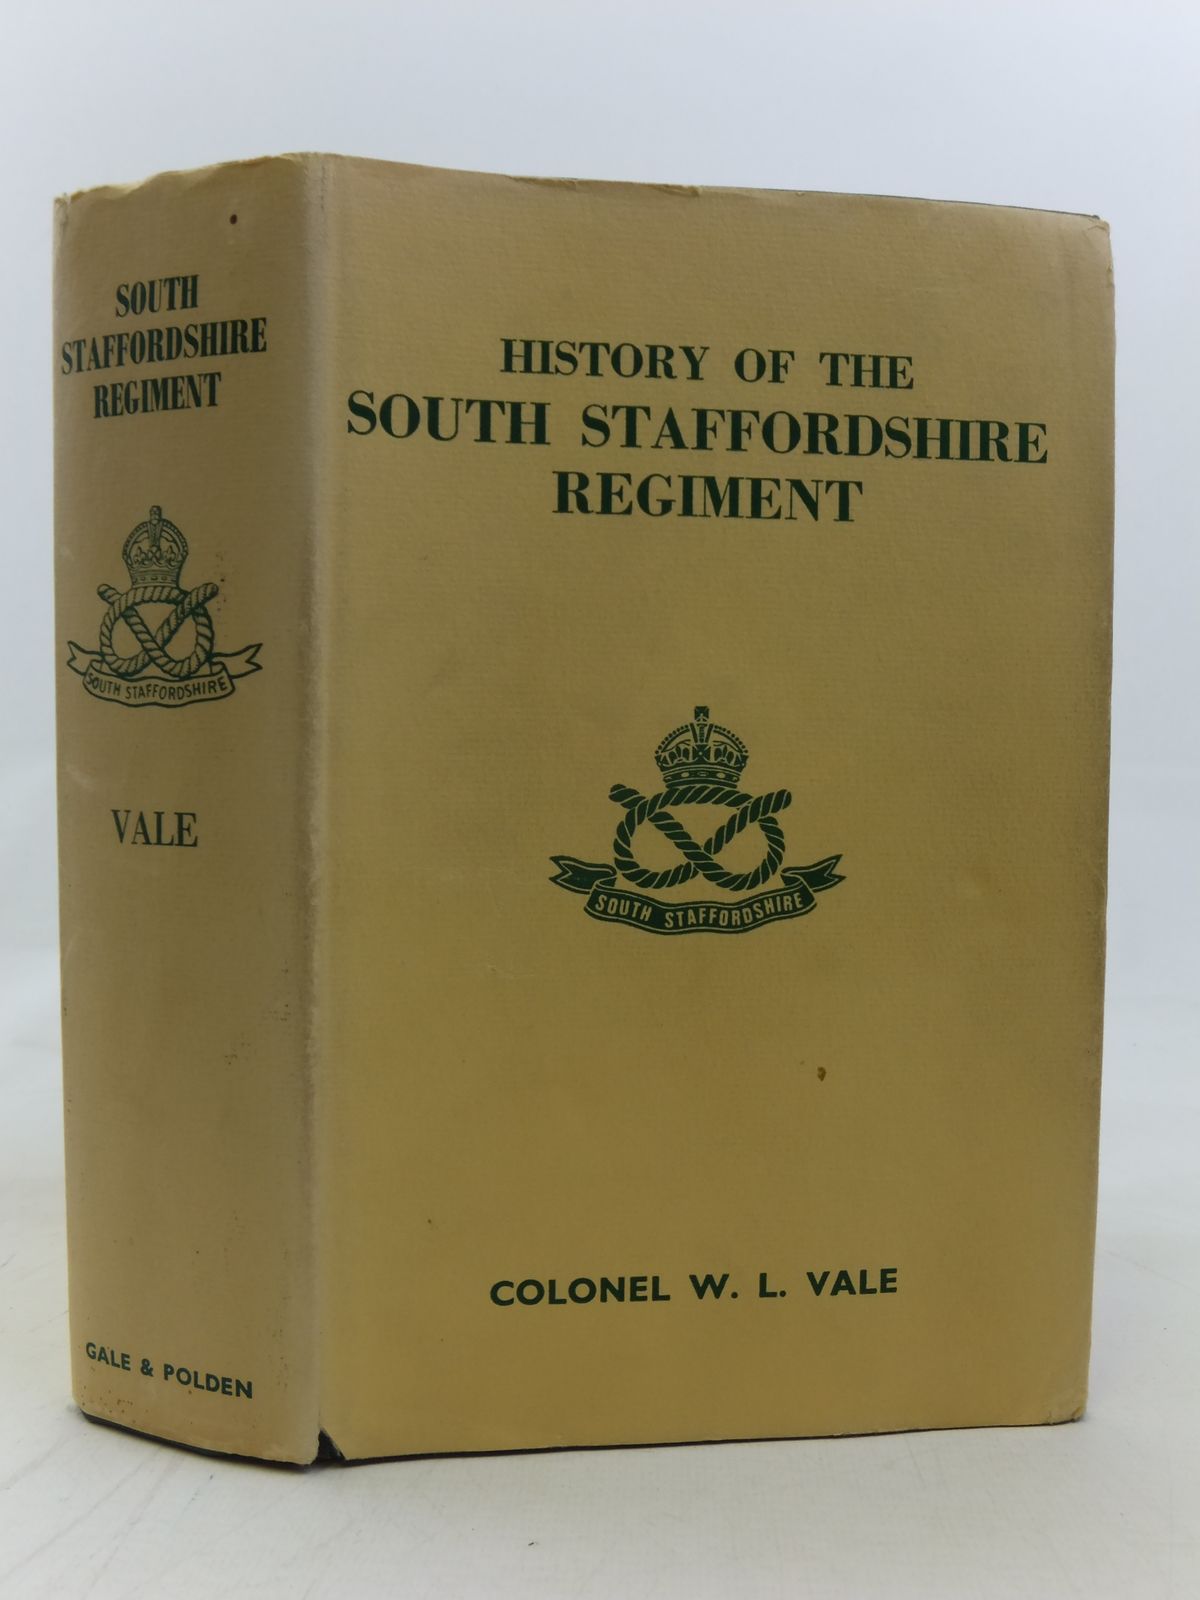 SOUTH
STAFFORDSHIRE
REGIMENT
SOUTH STAFFORDSHIRE
VALE
GALE & POLDEN
HISTORY OF THE
SOUTH STAFFORDSHIRE
REGIMENT
SOUTH STAFFORDSHIRE
COLONEL W. L. VALE